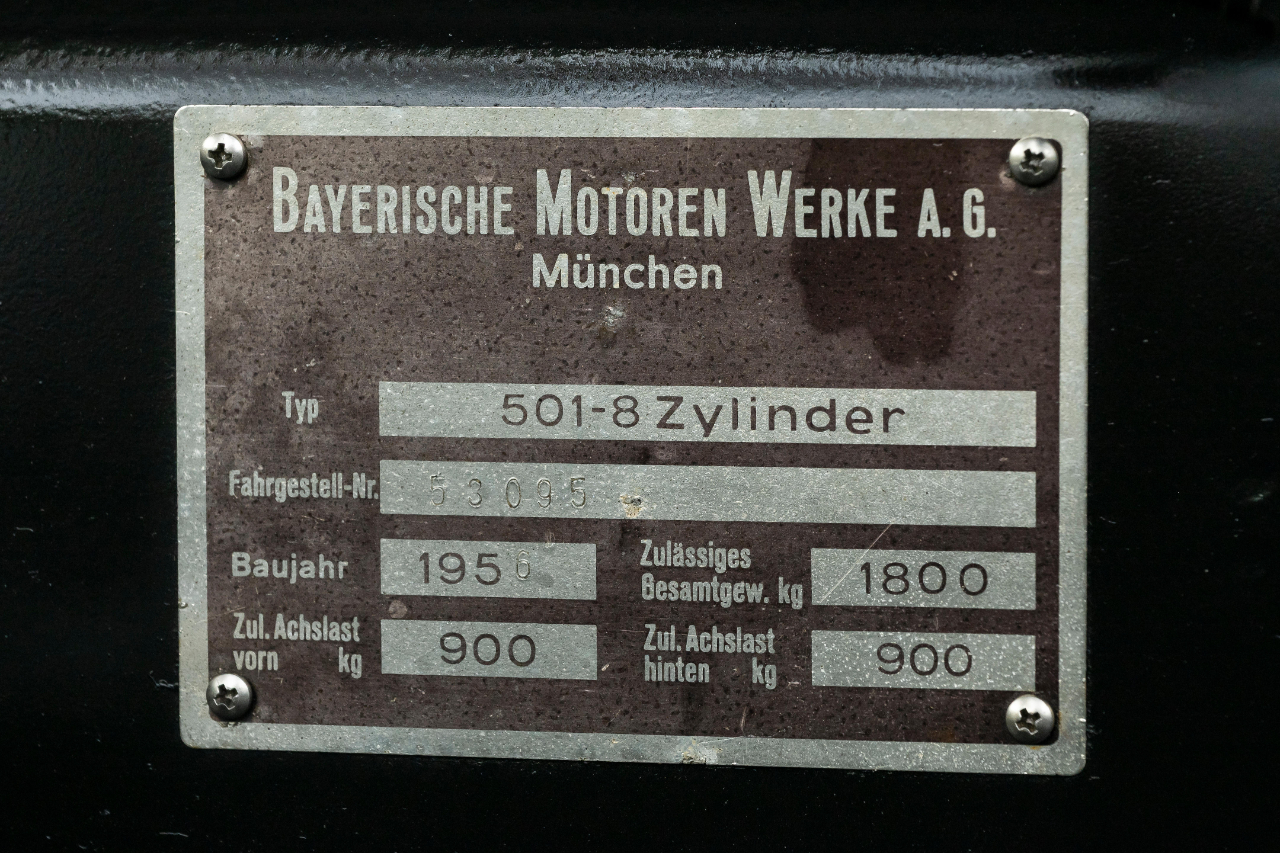 BAYERISCHE MOTOREN WERKE A.G.
München
Typ 501-8 Zylinder
Fahrgestell-Nr. 53095
Baujahr 1956
Zulässiges
Gesamtgew. kg 1800
Zul. Achslast
vorn kg 900
Zul. Achslast
hinten kg 900